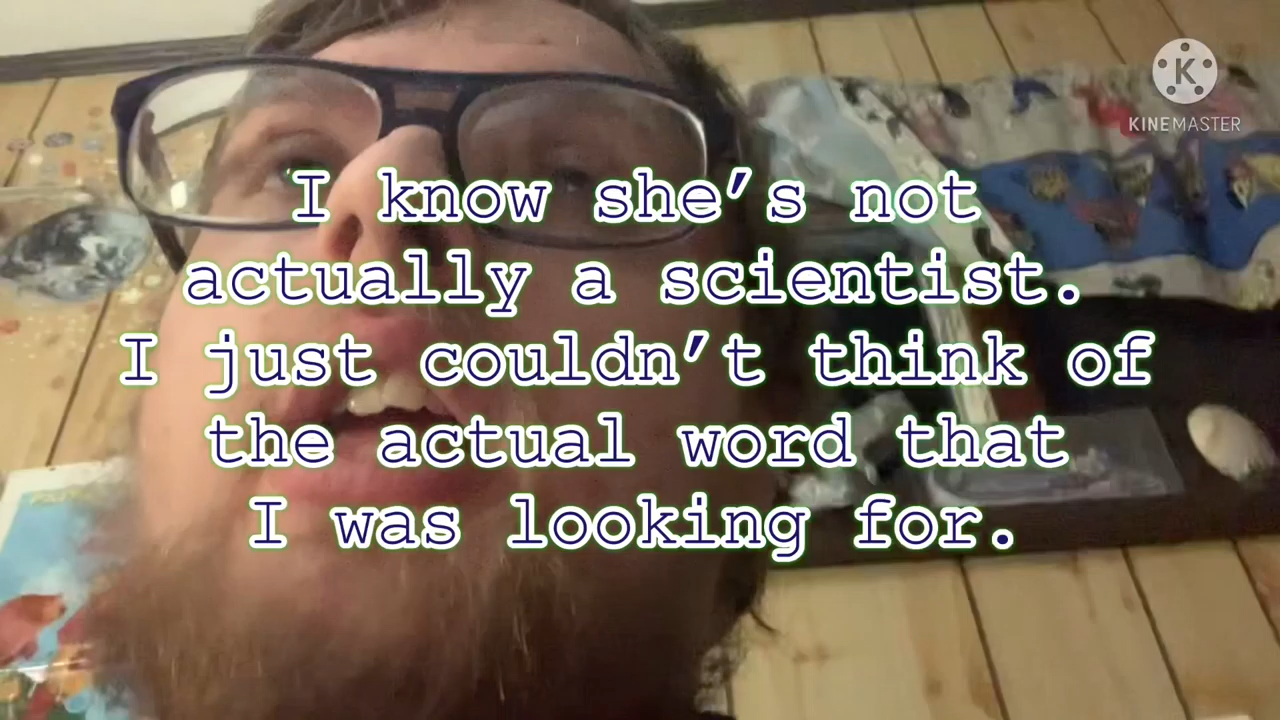 KINEMASTER
I know she's not
actually a scientist.
I just couldn't think of
the actual word that
I was looking for.